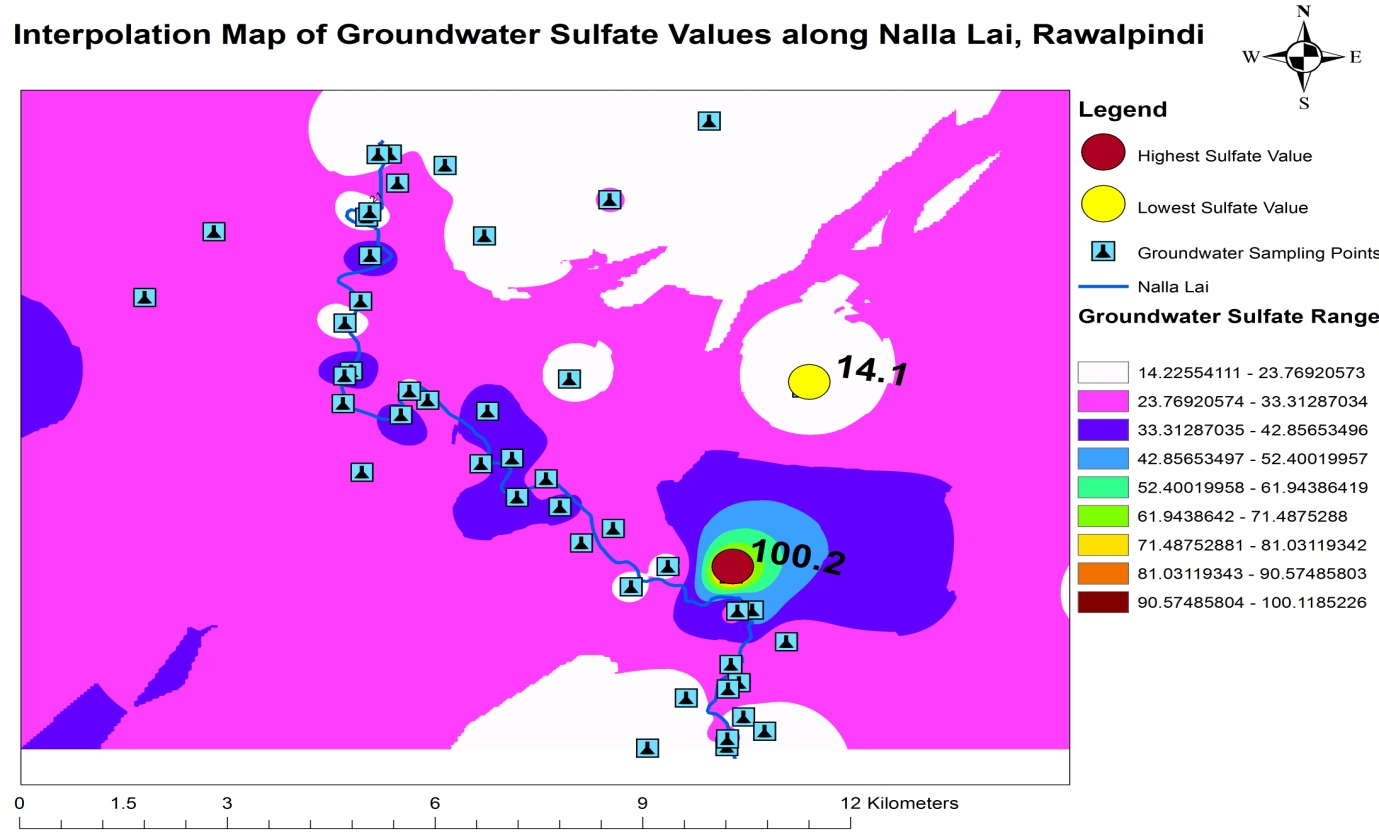 Interpolation Map of Groundwater Sulfate Values along Nalla Lai, Rawalpindi
N
W E
S
Legend
Highest Sulfate Value
Lowest Sulfate Value
Groundwater Sampling Points
Nalla Lai
Groundwater Sulfate Range
14.22554111 - 23.76920573
23.76920574 - 33.31287034
33.31287035 - 42.85653496
42.85653497 - 52.40019957
52.40019958 - 61.94386419
61.9438642 - 71.4875288
71.48752881 - 81.03119342
81.03119343 - 90.57485803
90.57485804 - 100.1185226
14.1
100.2
0 1.5 3 6 9 12 Kilometers